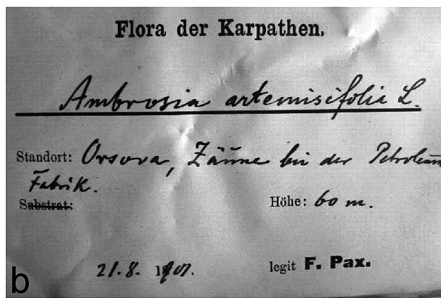 Flora der Karpathen.
Ambrosia artemisifolia L.
Standort: Orsova, Zäune bei der Petroleum
Fabrik.
Substrat: Höhe: 60 m.
21.8. 1907. legit F. Pax.
b